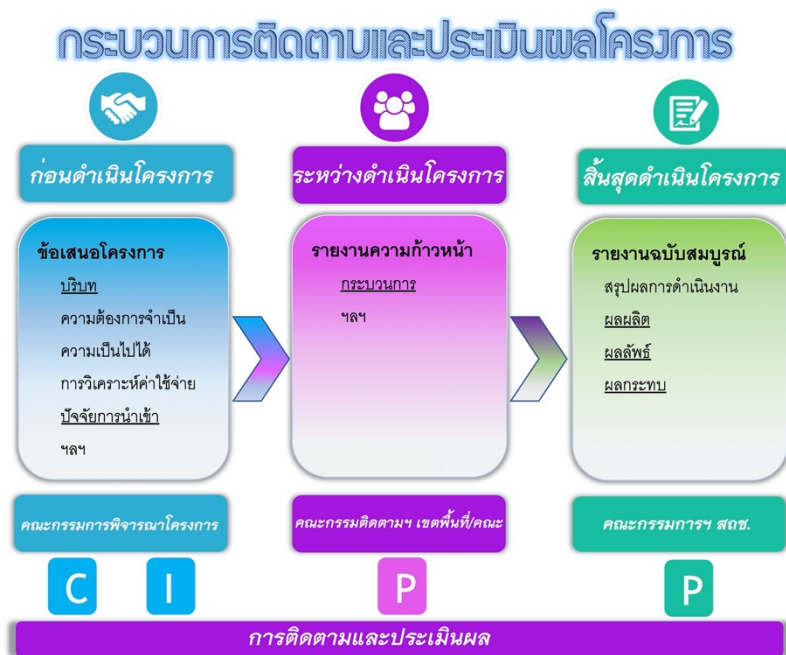 กระบวนการติดตามและประเมินผลโครงการ
ก่อนดำเนินโครงการ
ระหว่างดำเนินโครงการ
สิ้นสุดดำเนินโครงการ
ข้อเสนอโครงการ
บริบท
ความต้องการจำเป็น
ความเป็นไปได้
การวิเคราะห์ค่าใช้จ่าย
ปัจจัยการนำเข้า
ฯลฯ
รายงานความก้าวหน้า
กระบวนการ
ฯลฯ
รายงานฉบับสมบูรณ์
สรุปผลการดำเนินงาน
ผลผลิต
ผลลัพธ์
ผลกระทบ
คณะกรรมการพิจารณาโครงการ
คณะกรรมติดตามฯ เขตพื้นที่/คณะ
คณะกรรมการฯ สถช.
C
I
P
P
การติดตามและประเมินผล